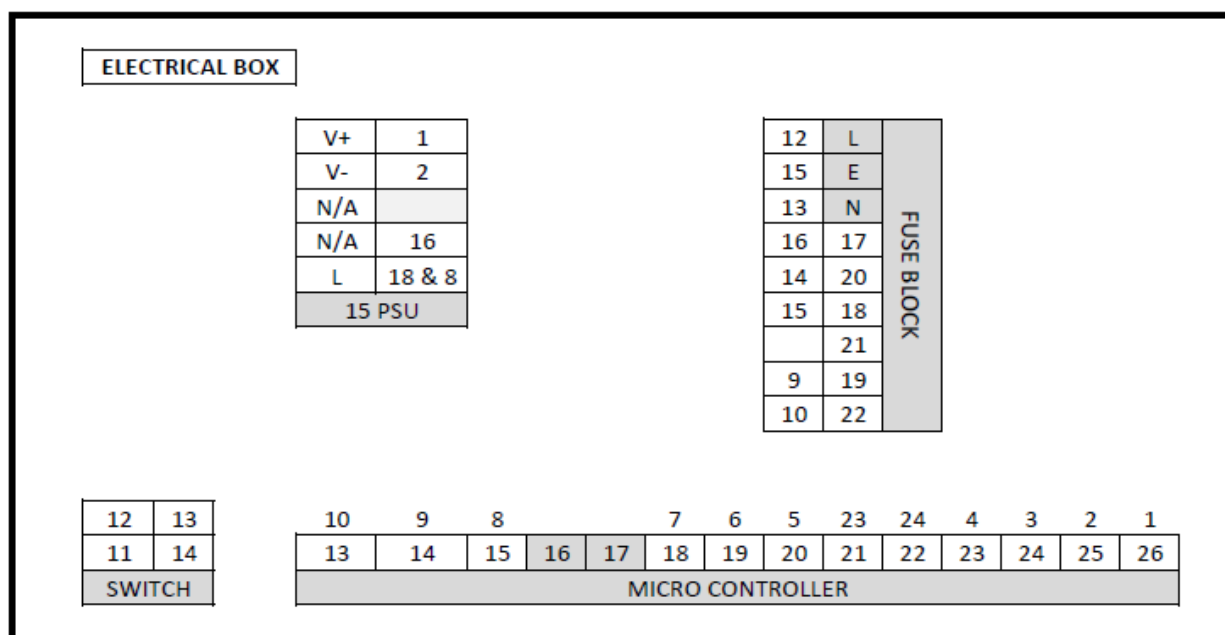 ELECTRICAL BOX
V+ 1
V- 2
N/A
N/A 16
L 18 & 8
15 PSU
12 L
15 E
13 N
16 17
14 20
15 18
21
9 19
10 22
FUSE BLOCK
12 13
11 14
SWITCH
10 9 8 7 6 5 23 24 4 3 2 1
13 14 15 16 17 18 19 20 21 22 23 24 25 26
MICRO CONTROLLER